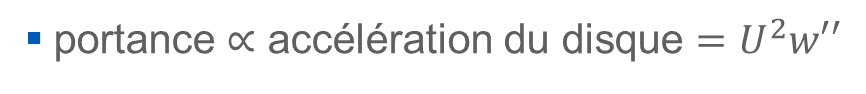 ▪ portance ∝ accélération du disque = U²w′′